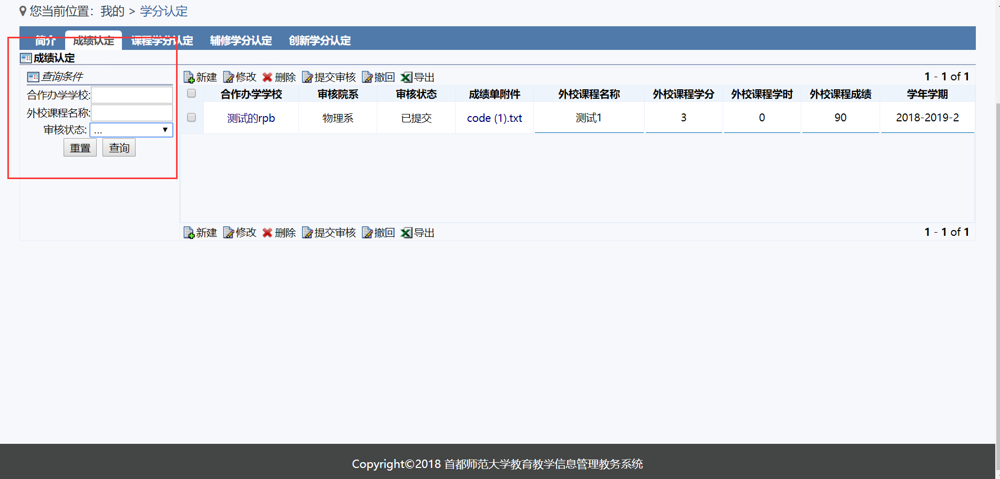 您当前位置：我的 > 学分认定
简介 成绩认定 课程学分认定 辅修学分认定 创新学分认定
成绩认定
查询条件
合作办学学校:
外校课程名称:
审核状态: ...
重置 查询
新建 修改 删除 提交审核 撤回 导出 1 - 1 of 1
合作办学学校 审核院系 审核状态 成绩单附件 外校课程名称 外校课程学分 外校课程学时 外校课程成绩 学年学期
测试的rpb 物理系 已提交 code (1).txt 测试1 3 0 90 2018-2019-2
新建 修改 删除 提交审核 撤回 导出 1 - 1 of 1
Copyright©2018 首都师范大学教育教学信息管理教务系统